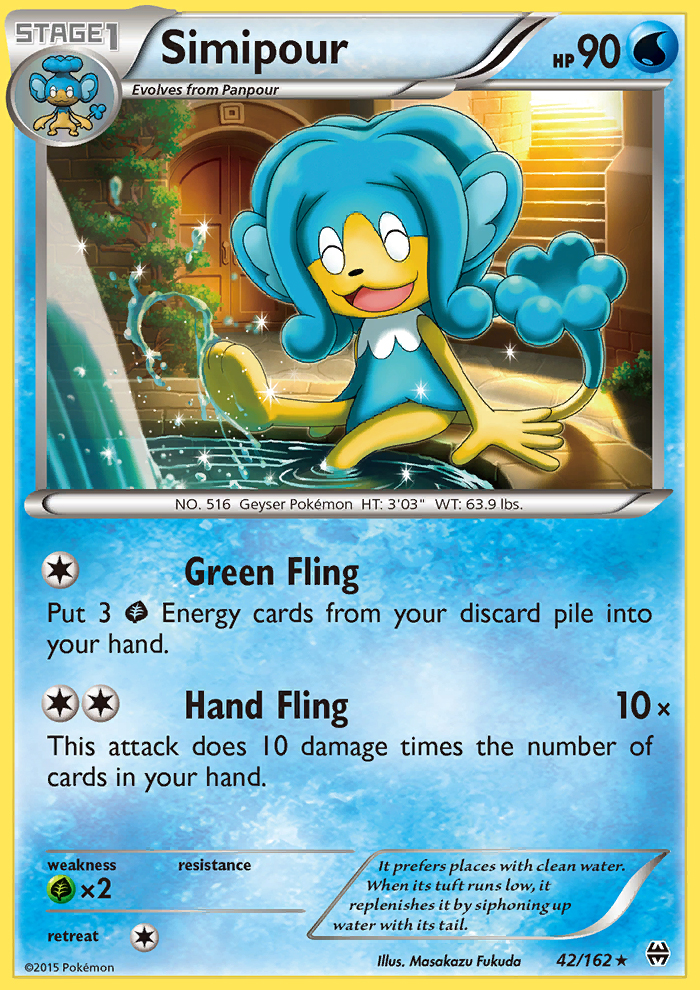 STAGE1
Simipour
HP 90
Evolves from Panpour
NO. 516 Geyser Pokémon HT: 3'03" WT: 63.9 lbs.
Green Fling
Put 3 Energy cards from your discard pile into
your hand.
Hand Fling 10×
This attack does 10 damage times the number of
cards in your hand.
weakness resistance
×2
retreat
It prefers places with clean water.
When its tuft runs low, it
replenishes it by siphoning up
water with its tail.
©2015 Pokémon
Illus. Masakazu Fukuda
42/162 ★